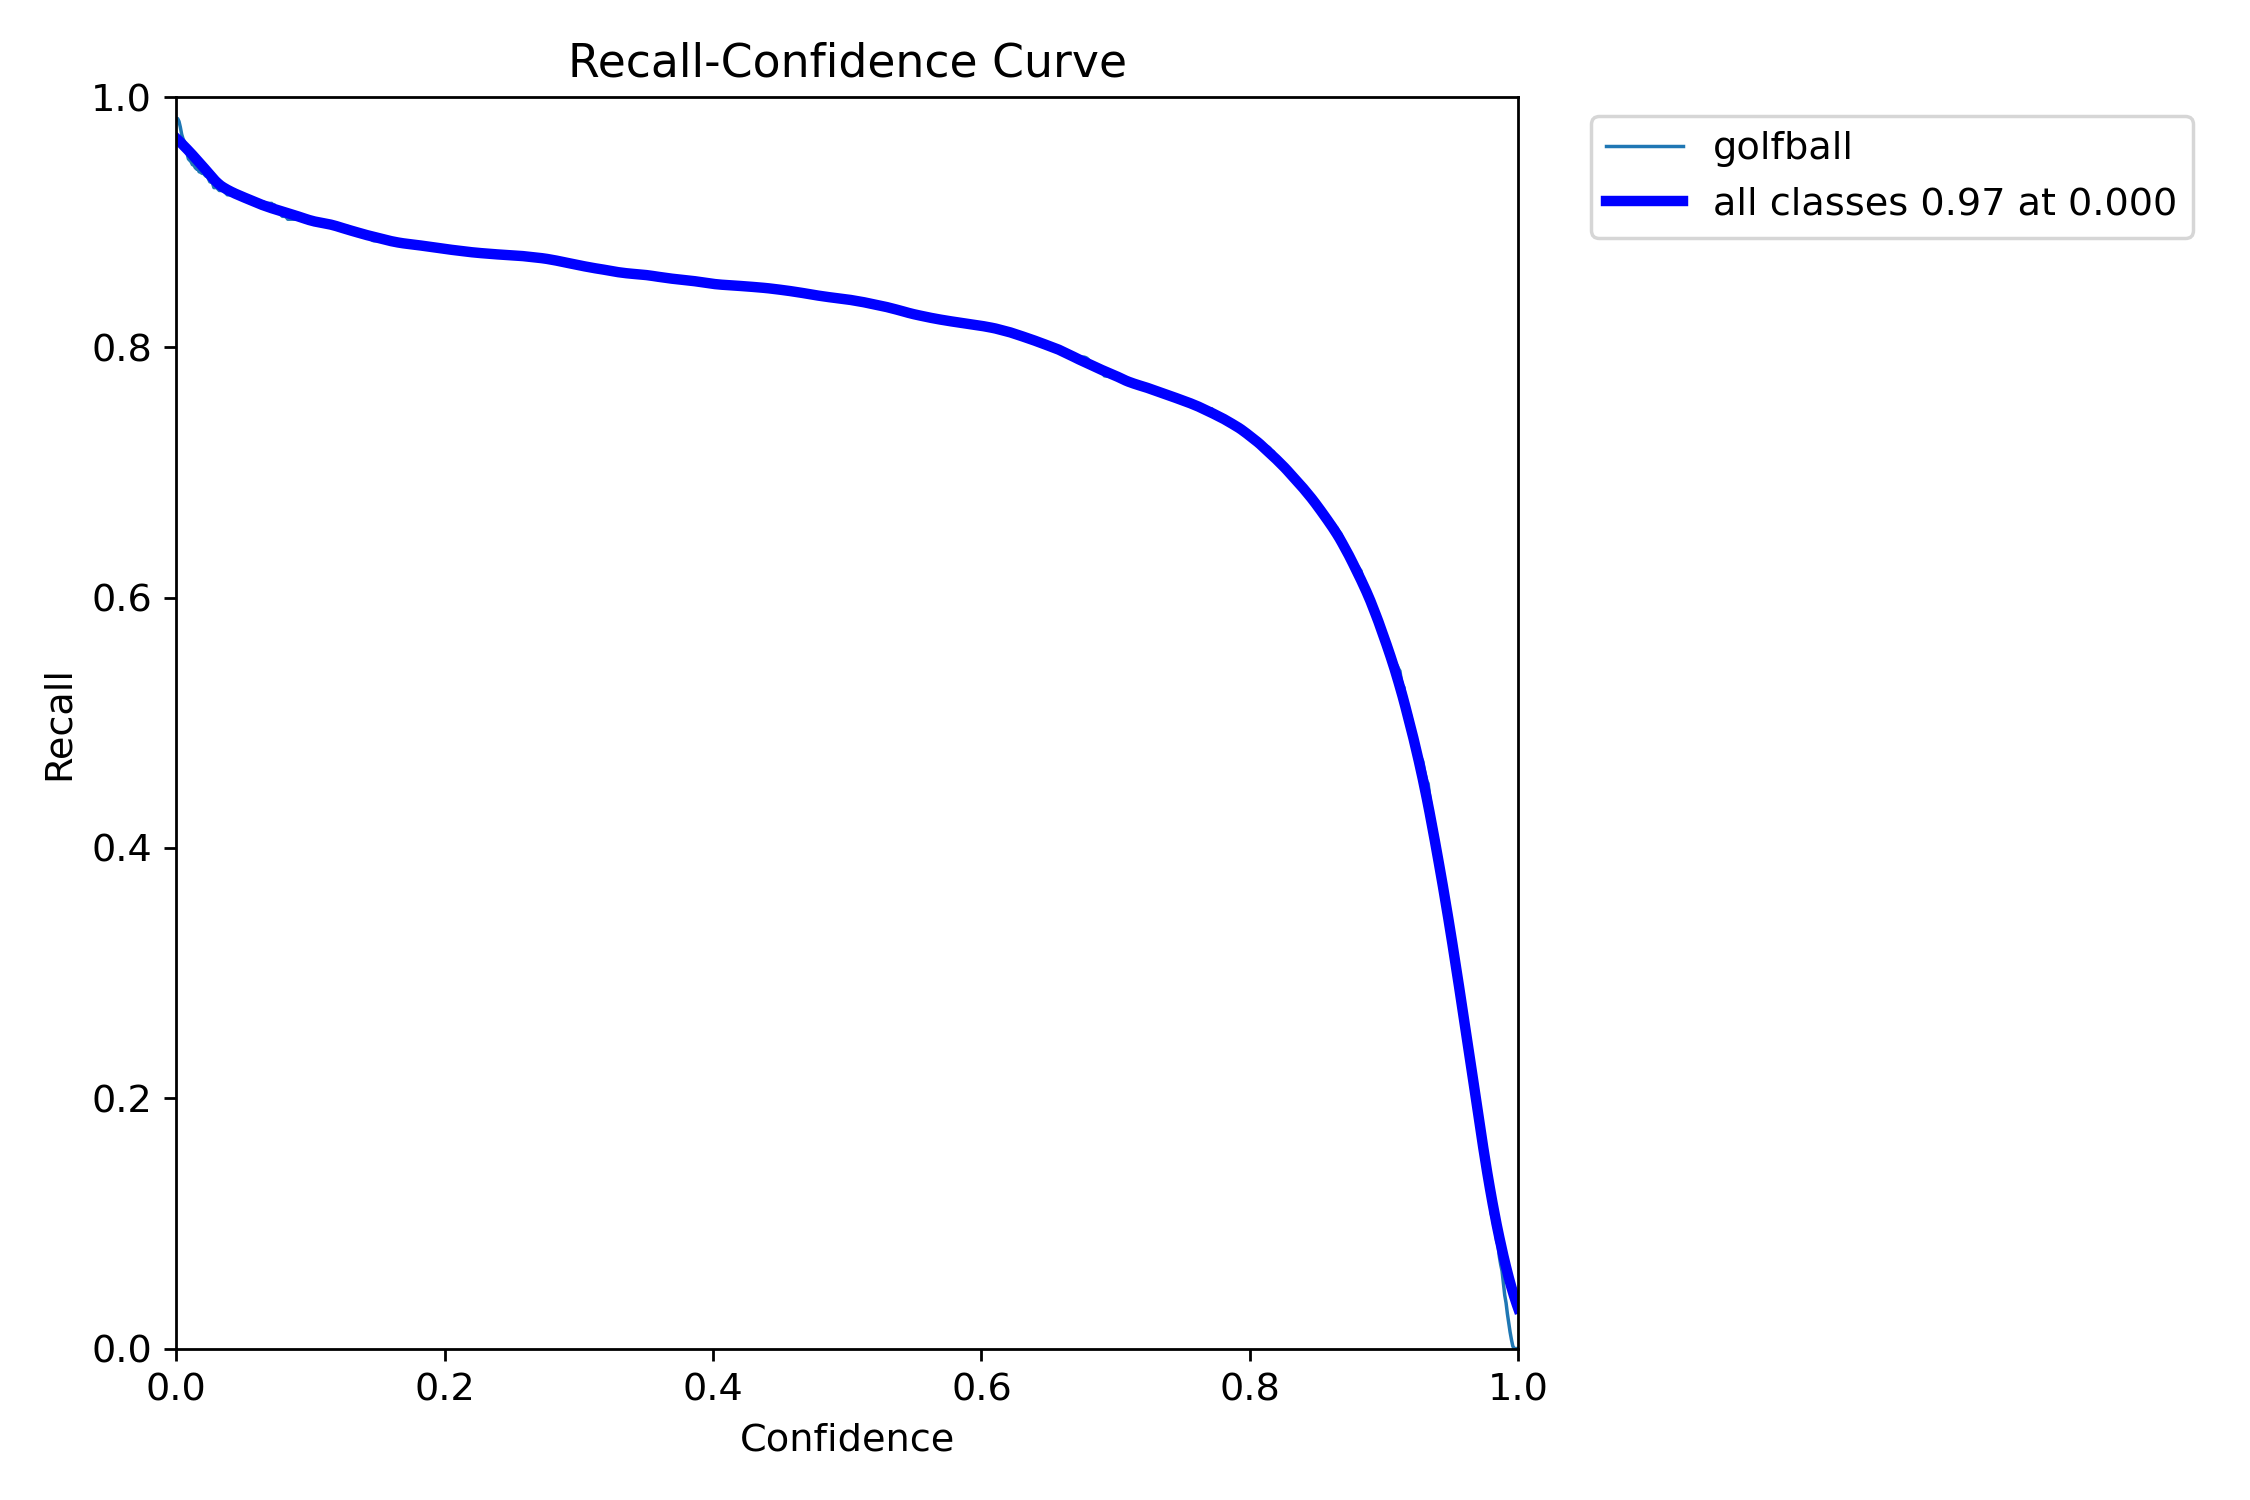 Recall-Confidence Curve
1.0
0.8
0.6
0.4
0.2
0.0
Recall
0.0 0.2 0.4 0.6 0.8 1.0
Confidence
golfball
all classes 0.97 at 0.000